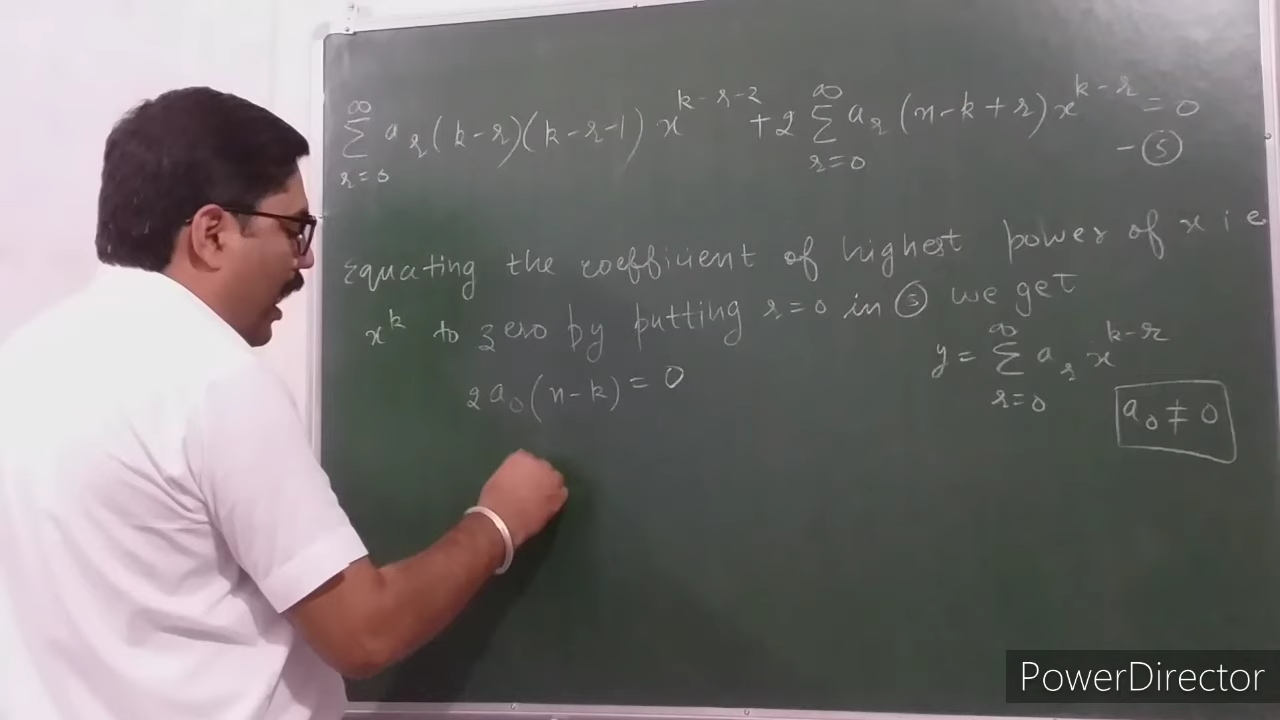 ∞ ∑ r=0 a_r (k-r)(k-r-1) x^{k-r-2} + 2 ∞ ∑ r=0 a_r (n-k+r) x^{k-r} = 0
- ⑤
Equating the coefficient of highest power of x i e
x^k to zero by putting r=0 in ⑤ we get
y = ∞ ∑ r=0 a_r x^{k-r}
2a_0 (n-k) = 0
a_0 ≠ 0
PowerDirector